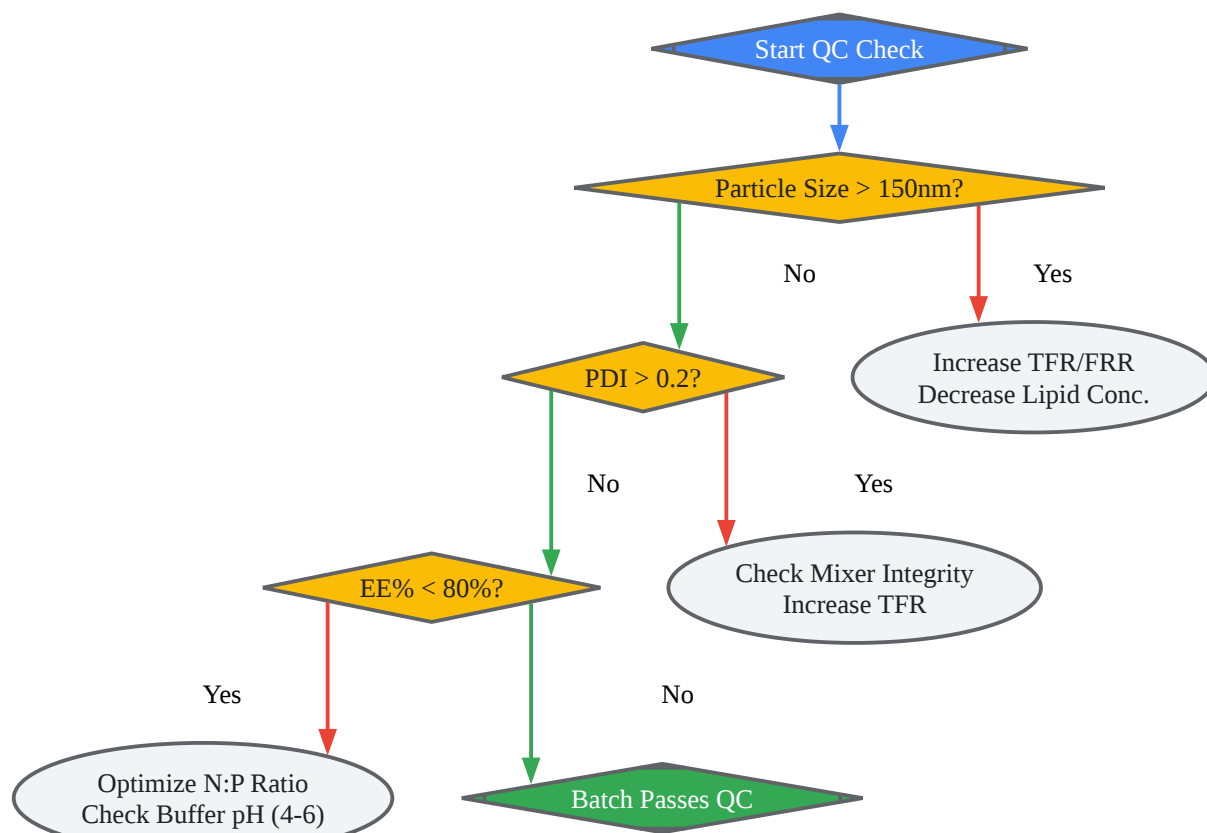 Start QC Check
Particle Size > 150nm?
No
Yes
Increase TFR/FRR
Decrease Lipid Conc.
PDI > 0.2?
No
Yes
Check Mixer Integrity
Increase TFR
EE% < 80%?
Yes
No
Optimize N:P Ratio
Check Buffer pH (4-6)
Batch Passes QC